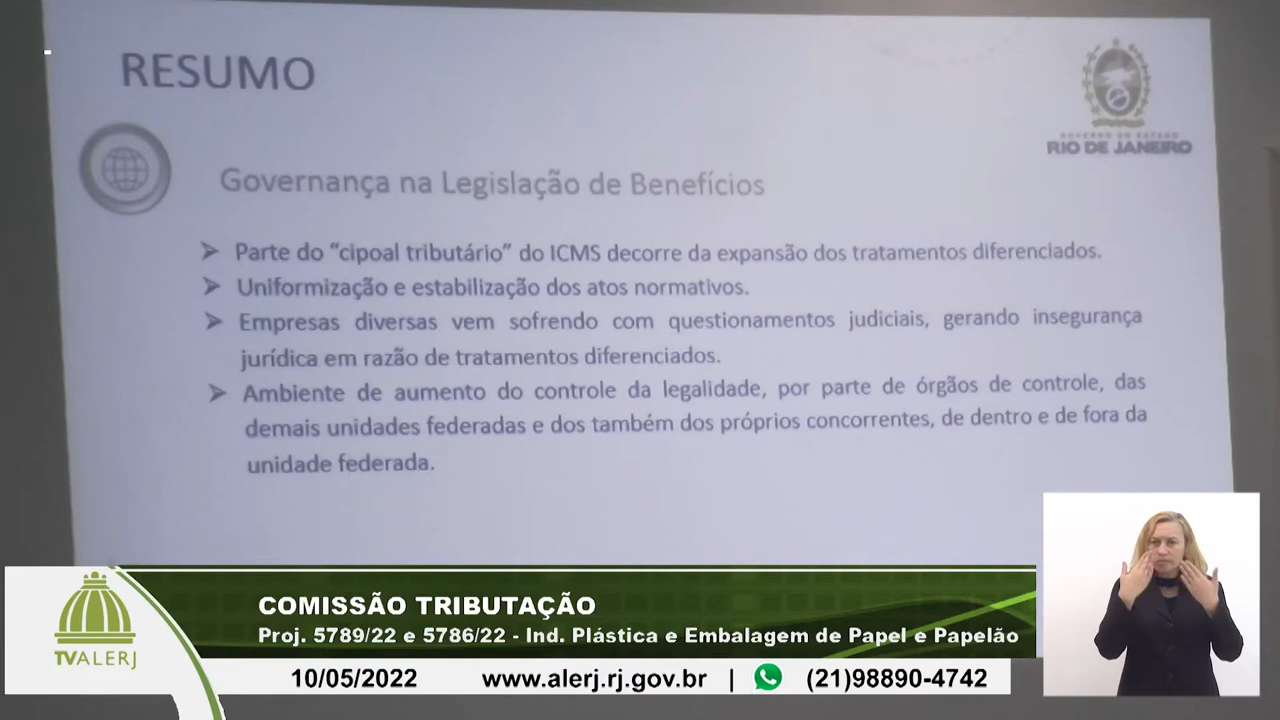 RESUMO
GOVERNO DO ESTADO
RIO DE JANEIRO
Governança na Legislação de Benefícios
➤ Parte do “cipoal tributário” do ICMS decorre da expansão dos tratamentos diferenciados.
➤ Uniformização e estabilização dos atos normativos.
➤ Empresas diversas vem sofrendo com questionamentos judiciais, gerando insegurança
jurídica em razão de tratamentos diferenciados.
➤ Ambiente de aumento do controle da legalidade, por parte de órgãos de controle, das
demais unidades federadas e dos também dos próprios concorrentes, de dentro e de fora da
unidade federada.
COMISSÃO TRIBUTAÇÃO
Proj. 5789/22 e 5786/22 - Ind. Plástica e Embalagem de Papel e Papelão
TVALERJ
10/05/2022 www.alerj.rj.gov.br | (21)98890-4742